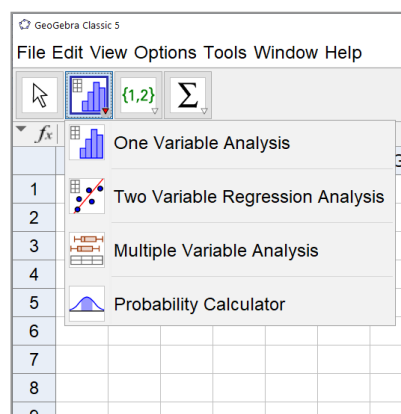 GeoGebra Classic 5
File Edit View Options Tools Window Help
{1,2} Σ
fx
One Variable Analysis
1
Two Variable Regression Analysis
2
3
Multiple Variable Analysis
4
5
Probability Calculator
6
7
8